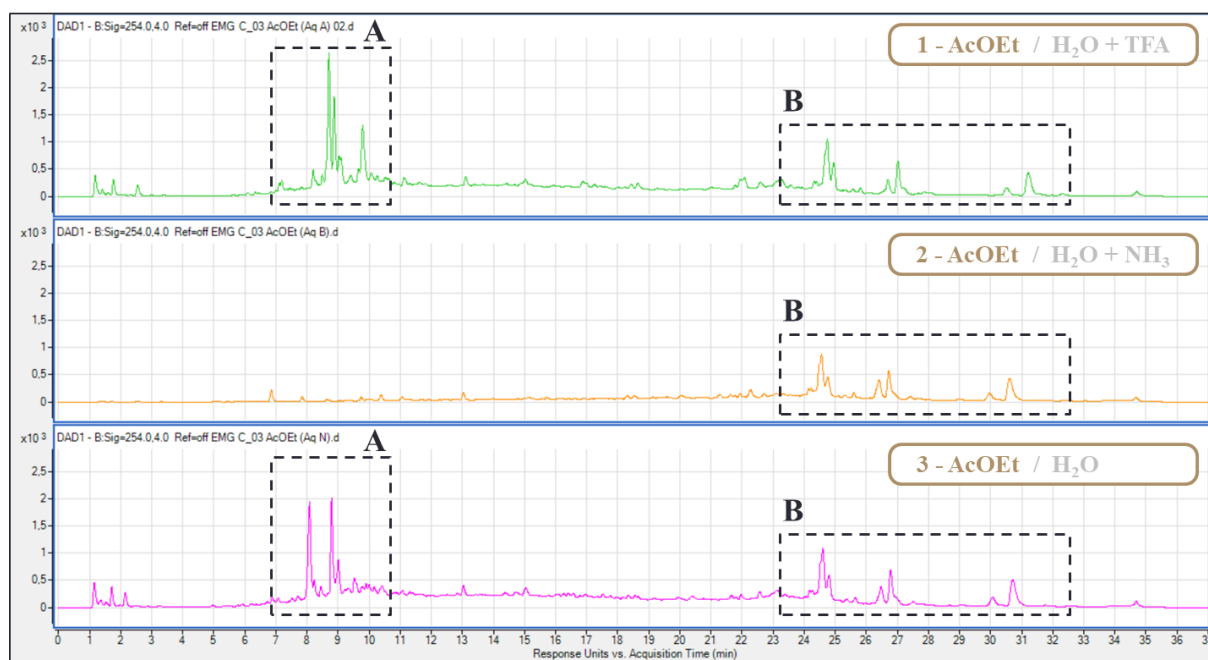 x10 3 DAD1 - B:Sig=254.0,4.0 Ref=off EMG C_03 AcOEt (Aq A) 02.d
A
1 - AcOEt / H₂O + TFA
2.5
2
B
1.5
1
0.5
0
x10 3 DAD1 - B:Sig=254.0,4.0 Ref=off EMG C_03 AcOEt (Aq B).d
2 - AcOEt / H₂O + NH₃
2.5
2
B
1.5
1
0.5
0
x10 3 DAD1 - B:Sig=254.0,4.0 Ref=off EMG C_03 AcOEt (Aq N).d
A
3 - AcOEt / H₂O
2.5
2
B
1.5
1
0.5
0
0 1 2 3 4 5 6 7 8 9 10 11 12 13 14 15 16 17 18 19 20 21 22 23 24 25 26 27 28 29 30 31 32 33 34 35 36
Response Units vs. Acquisition Time (min)